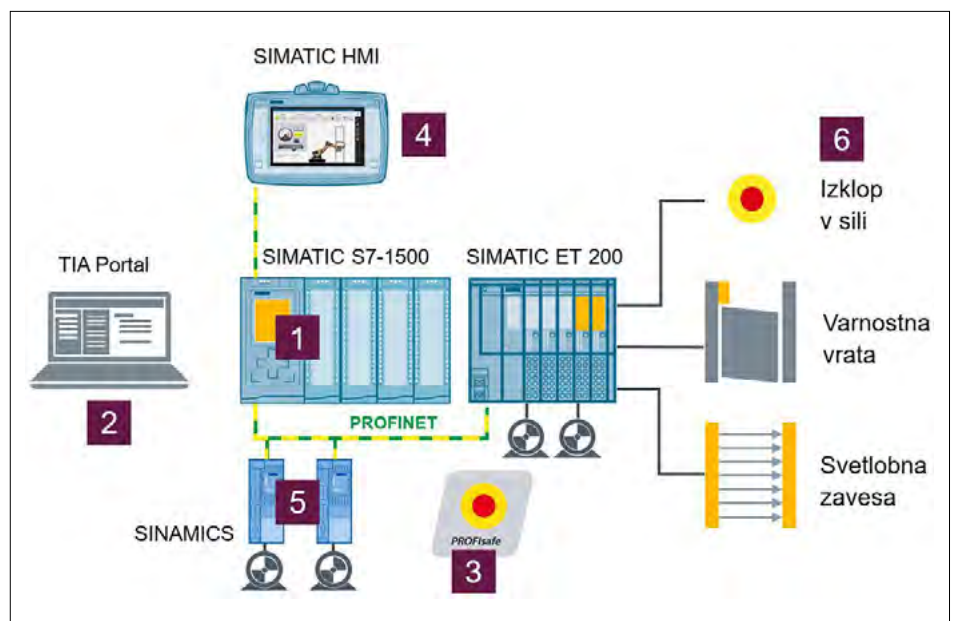 SIMATIC HMI
4
6
Izklop
v sili
SIMATIC S7-1500
SIMATIC ET 200
TIA Portal
1
Varnostna
vrata
2
PROFINET
5
Svetlobna
zavesa
SINAMICS
PROFIsafe
3